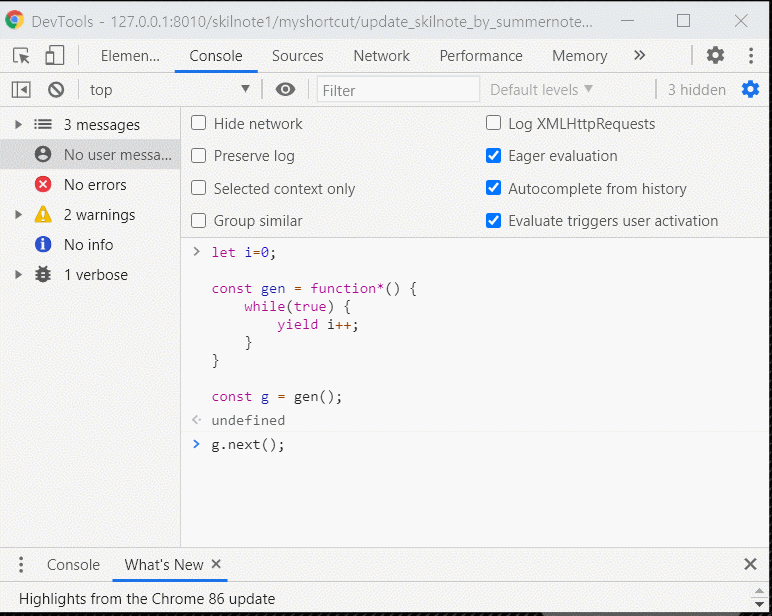 DevTools - 127.0.0.1:8010/skilnote1/myshortcut/update_skilnote_by_summernote...
Elemen... Console Sources Network Performance Memory »
top Filter Default levels 3 hidden
3 messages
No user messa...
No errors
2 warnings
No info
1 verbose
Hide network Log XMLHttpRequests
Preserve log Eager evaluation
Selected context only Autocomplete from history
Group similar Evaluate triggers user activation
let i=0;
const gen = function*() {
while(true) {
yield i++;
}
}
const g = gen();
undefined
g.next();
Console What's New
Highlights from the Chrome 86 update